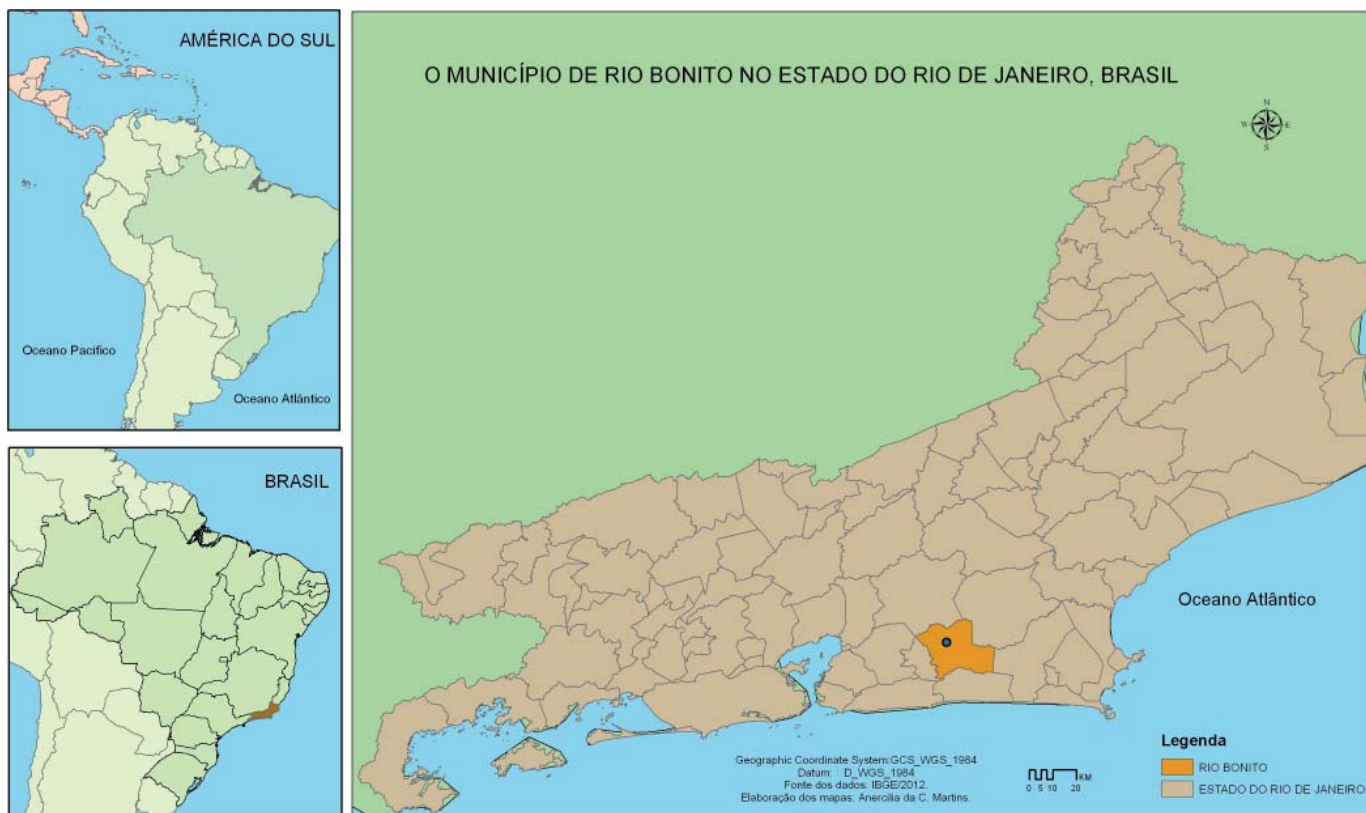 AMÉRICA DO SUL
Oceano Pacífico
Oceano Atlântico
BRASIL
O MUNICÍPIO DE RIO BONITO NO ESTADO DO RIO DE JANEIRO, BRASIL
N
W E
S
Oceano Atlântico
Geographic Coordinate System:GCS_WGS_1984
Datum: D_WGS_1984
Fonte dos dados: IBGE/2012.
Elaboração dos mapas: Anercilia da C. Martins.
KM
0 5 10 20
Legenda
RIO BONITO
ESTADO DO RIO DE JANEIRO